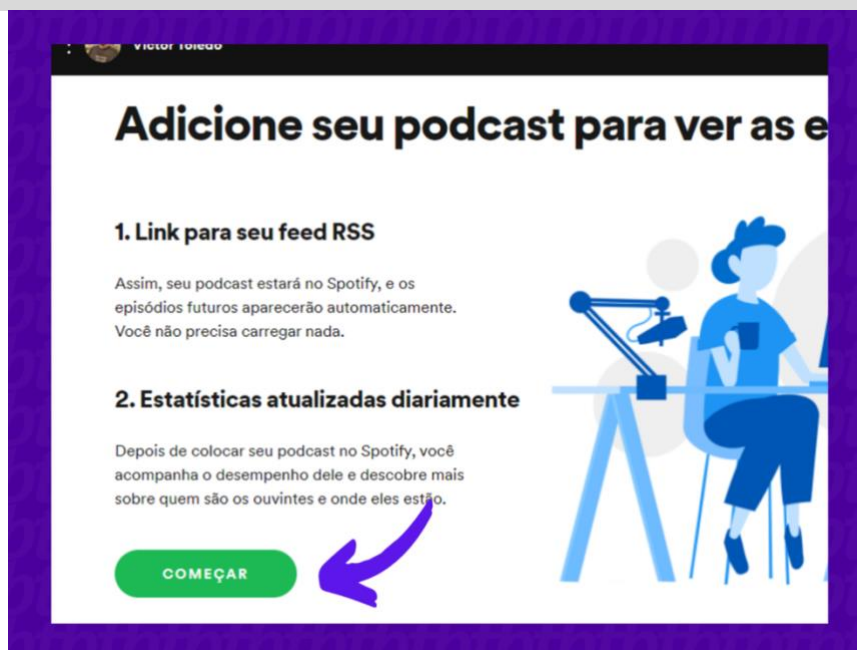 Victor Toledo
Adicione seu podcast para ver as e
1. Link para seu feed RSS
Assim, seu podcast estará no Spotify, e os
episódios futuros aparecerão automaticamente.
Você não precisa carregar nada.
2. Estatísticas atualizadas diariamente
Depois de colocar seu podcast no Spotify, você
acompanha o desempenho dele e descobre mais
sobre quem são os ouvintes e onde eles estão.
COMEÇAR